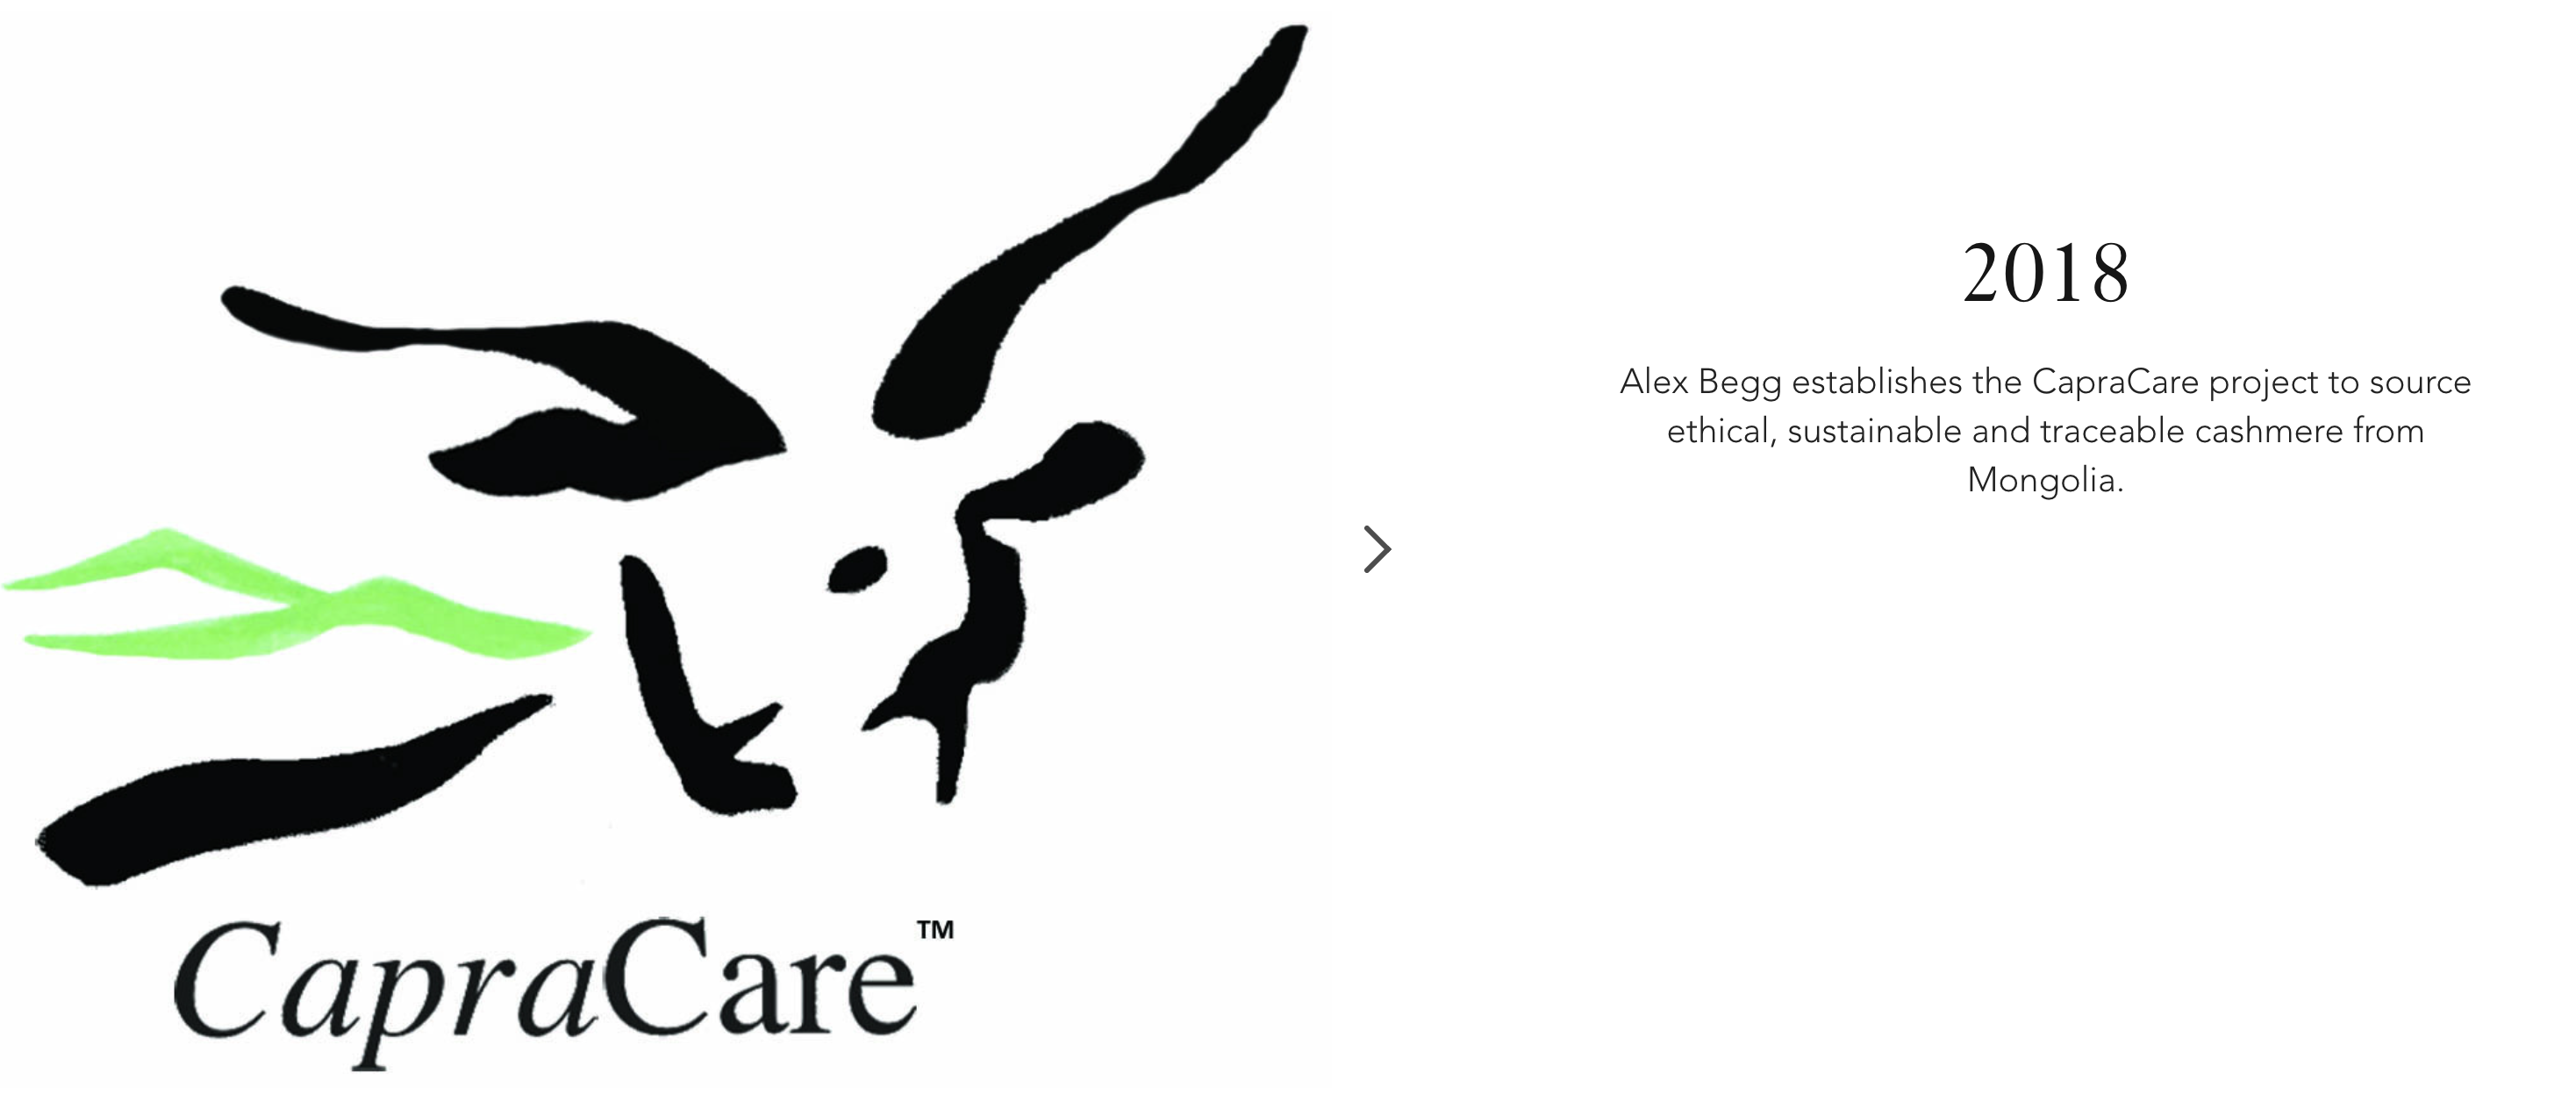 CapraCare™
2018
Alex Begg establishes the CapraCare project to source
ethical, sustainable and traceable cashmere from
Mongolia.